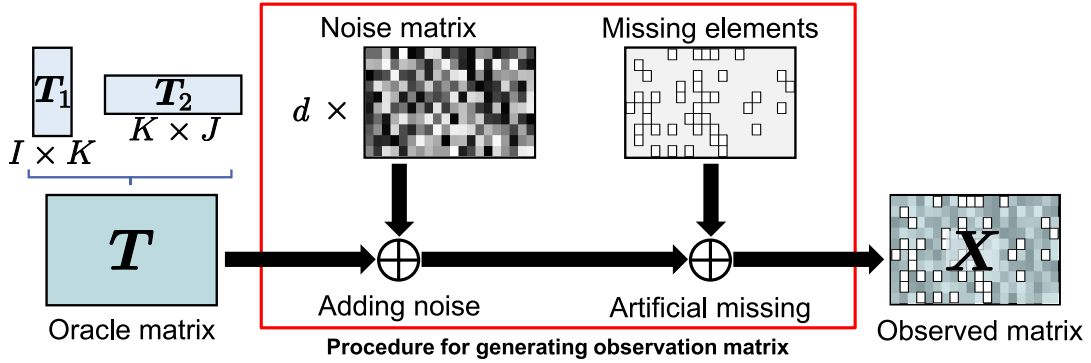 Noise matrix
Missing elements
T₁
T₂
d ×
K × J
I × K
T
X
Adding noise
Artificial missing
Oracle matrix
Observed matrix
Procedure for generating observation matrix